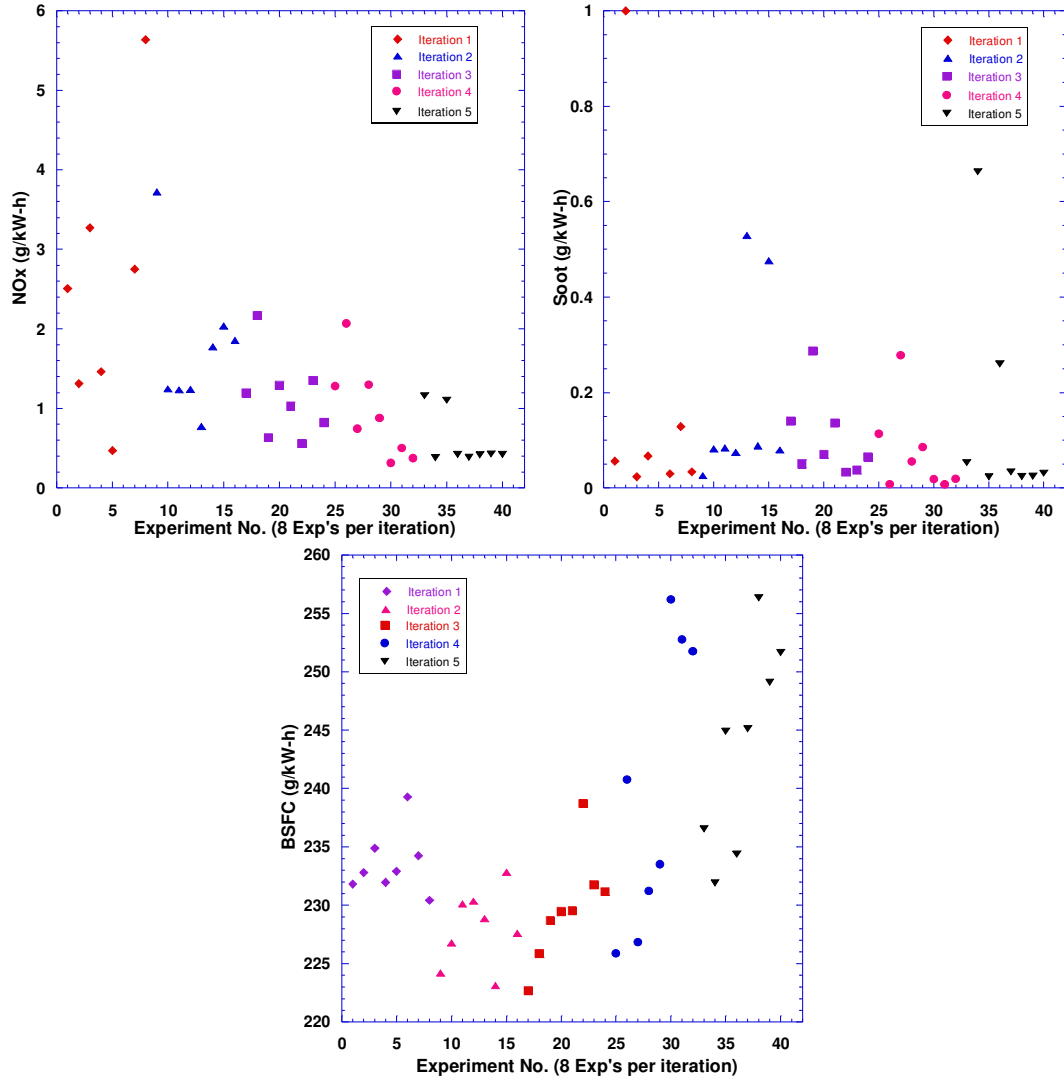 6
5
4
3
2
1
0
NOx (g/kW-h)
Iteration 1
Iteration 2
Iteration 3
Iteration 4
Iteration 5
0 5 10 15 20 25 30 35 40
Experiment No. (8 Exp's per iteration)
1
0.8
0.6
0.4
0.2
0
Soot (g/kW-h)
Iteration 1
Iteration 2
Iteration 3
Iteration 4
Iteration 5
0 5 10 15 20 25 30 35 40
Experiment No. (8 Exp's per iteration)
260
255
250
245
240
235
230
225
220
BSFC (g/kW-h)
Iteration 1
Iteration 2
Iteration 3
Iteration 4
Iteration 5
0 5 10 15 20 25 30 35 40
Experiment No. (8 Exp's per iteration)